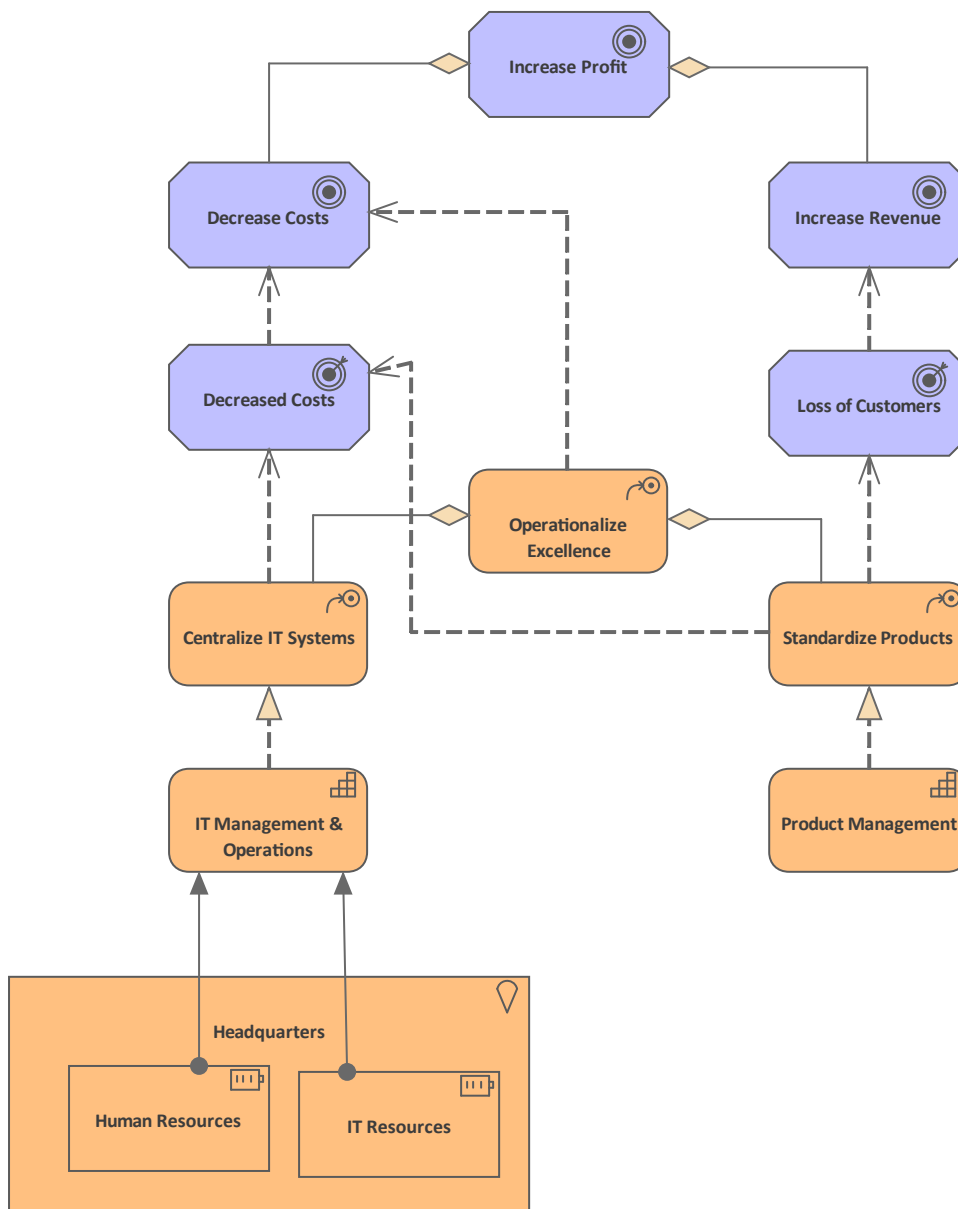 Increase Profit
Decrease Costs
Increase Revenue
Decreased Costs
Loss of Customers
Operationalize
Excellence
Centralize IT Systems
Standardize Products
IT Management &
Operations
Product Management
Headquarters
Human Resources
IT Resources